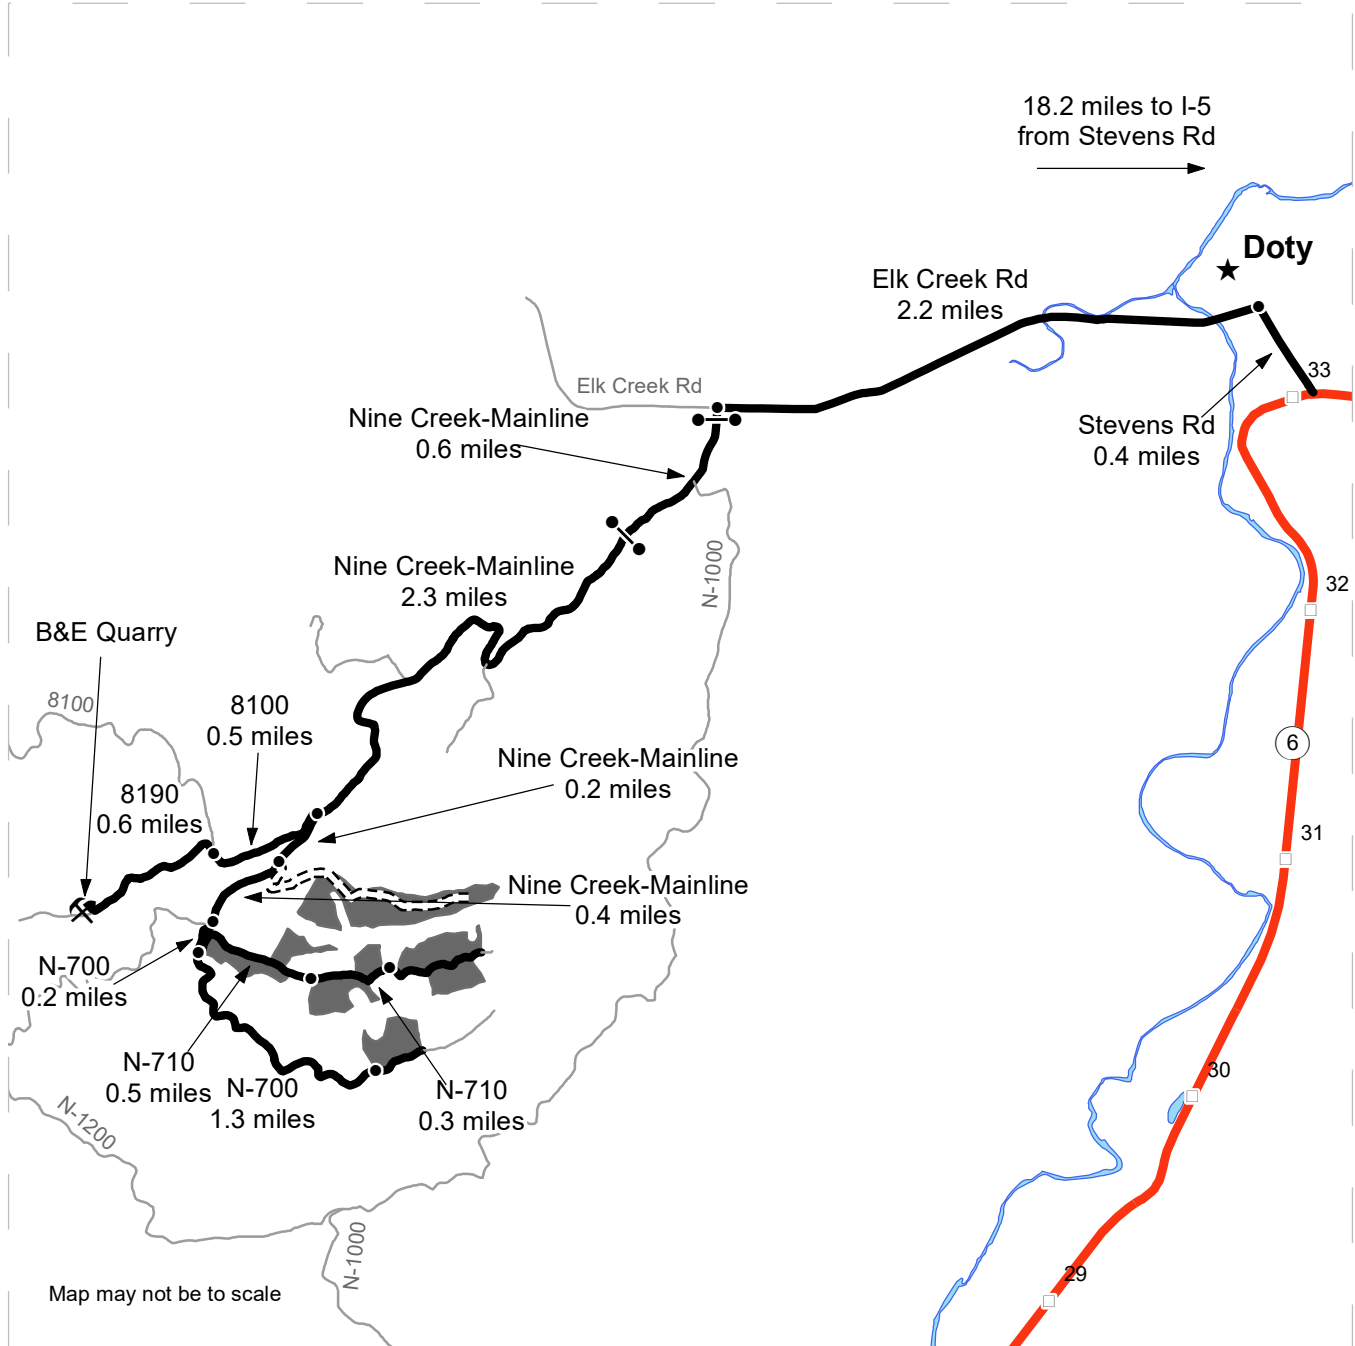 18.2 miles to I-5
from Stevens Rd
Doty
Elk Creek Rd
2.2 miles
33
Elk Creek Rd
Nine Creek-Mainline
0.6 miles
Stevens Rd
0.4 miles
N-1000
Nine Creek-Mainline
2.3 miles
32
B&E Quarry
8100
8100
0.5 miles
6
Nine Creek-Mainline
0.2 miles
8190
0.6 miles
31
Nine Creek-Mainline
0.4 miles
N-700
0.2 miles
N-710
0.5 miles
N-700
1.3 miles
N-710
0.3 miles
30
N-1200
N-1000
29
Map may not be to scale